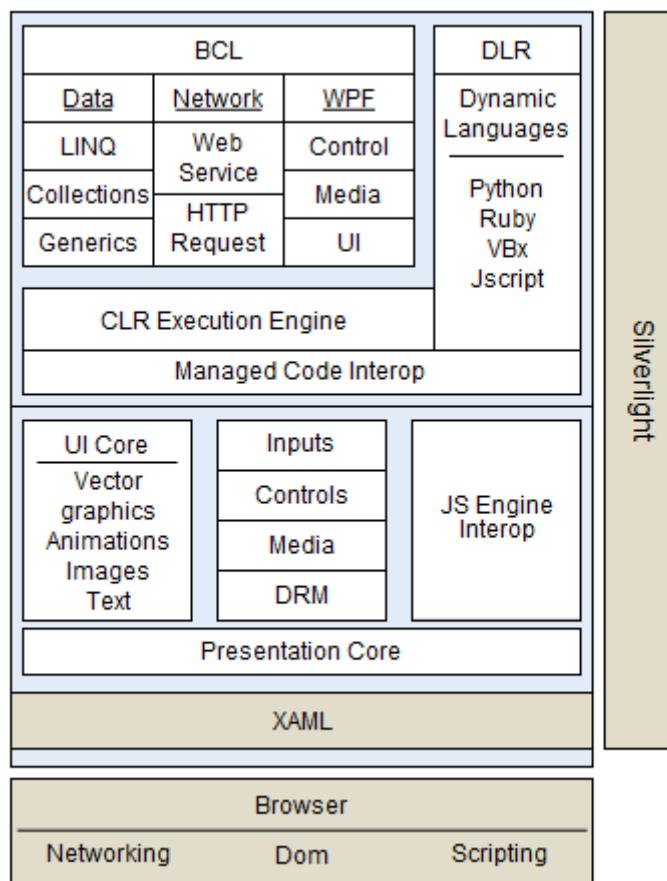 BCL
DLR
Data
Network
WPF
LINQ
Web
Service
Control
Collections
HTTP
Request
Media
Generics
UI
Dynamic
Languages
Python
Ruby
VBx
Jscript
CLR Execution Engine
Managed Code Interop
UI Core
Vector
graphics
Animations
Images
Text
Inputs
Controls
Media
DRM
JS Engine
Interop
Presentation Core
XAML
Silverlight
Browser
Networking
Dom
Scripting